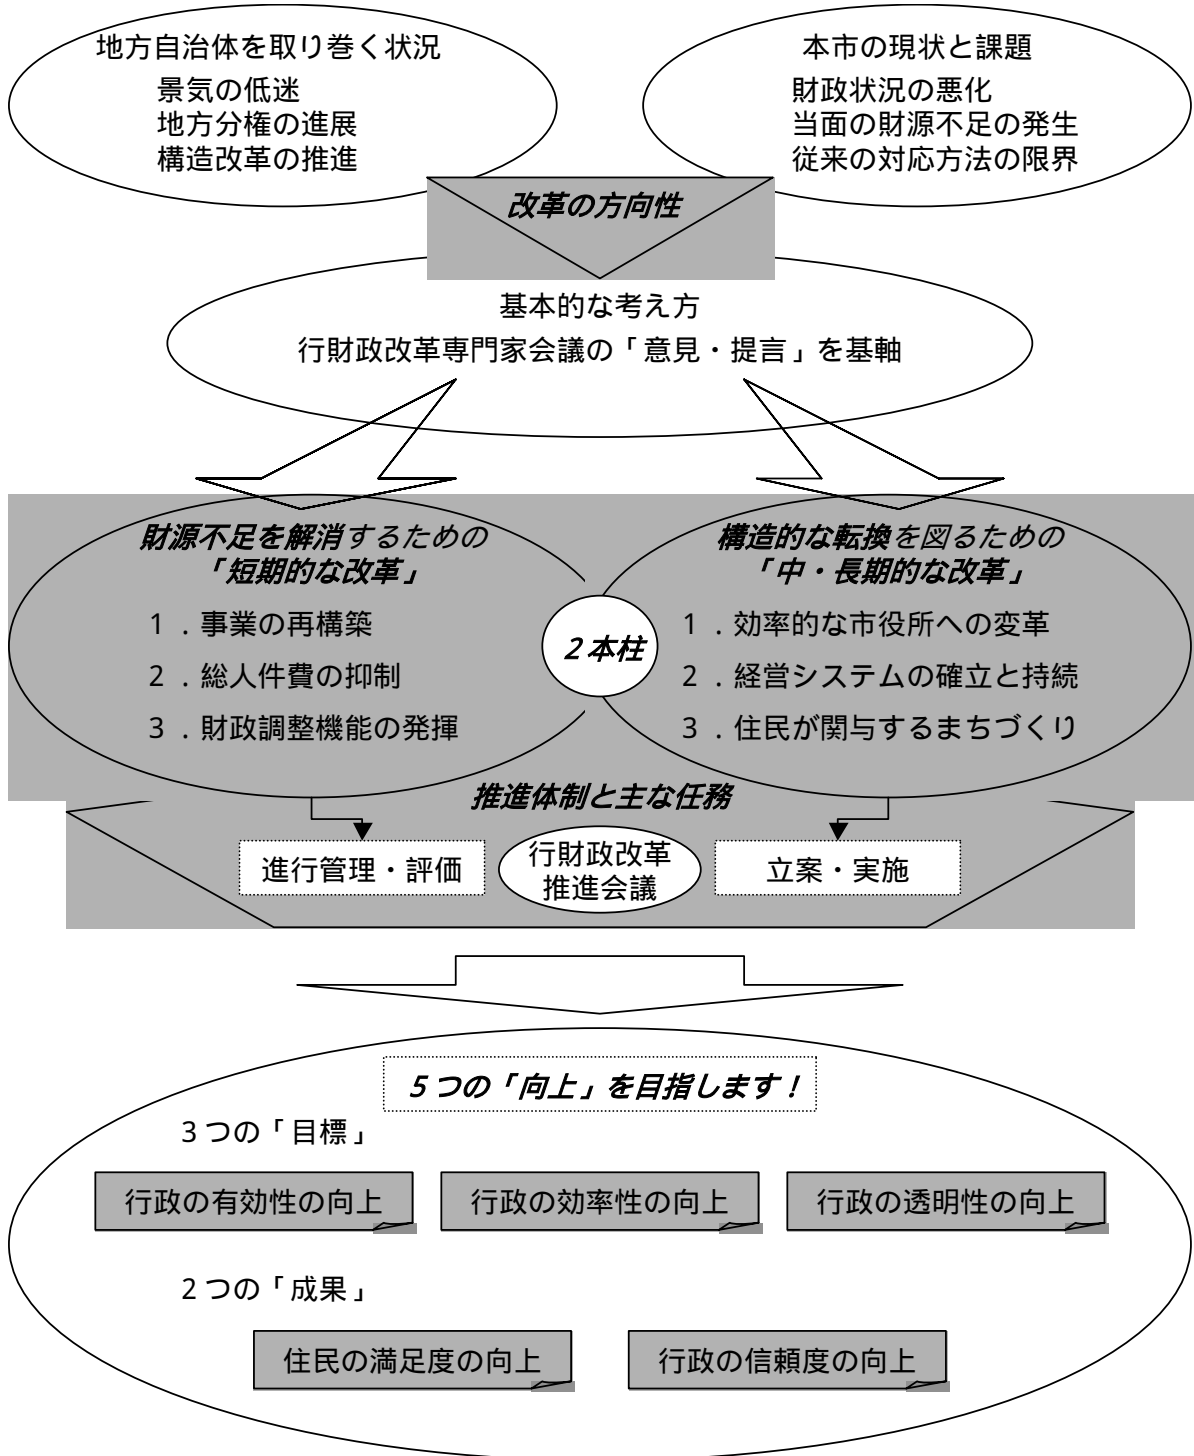 地方自治体を取り巻く状況
景気の低迷
地方分権の進展
構造改革の推進
本市の現状と課題
財政状況の悪化
当面の財源不足の発生
従来の対応方法の限界
改革の方向性
基本的な考え方
行財政改革専門家会議の「意見・提言」を基軸
財源不足を解消するための
「短期的な改革」
1．事業の再構築
2．総人件費の抑制
3．財政調整機能の発揮
2本柱
構造的な転換を図るための
「中・長期的な改革」
1．効率的な市役所への変革
2．経営システムの確立と持続
3．住民が関与するまちづくり
推進体制と主な任務
進行管理・評価
行財政改革
推進会議
立案・実施
5つの「向上」を目指します！
3つの「目標」
行政の有効性の向上
行政の効率性の向上
行政の透明性の向上
2つの「成果」
住民の満足度の向上
行政の信頼度の向上